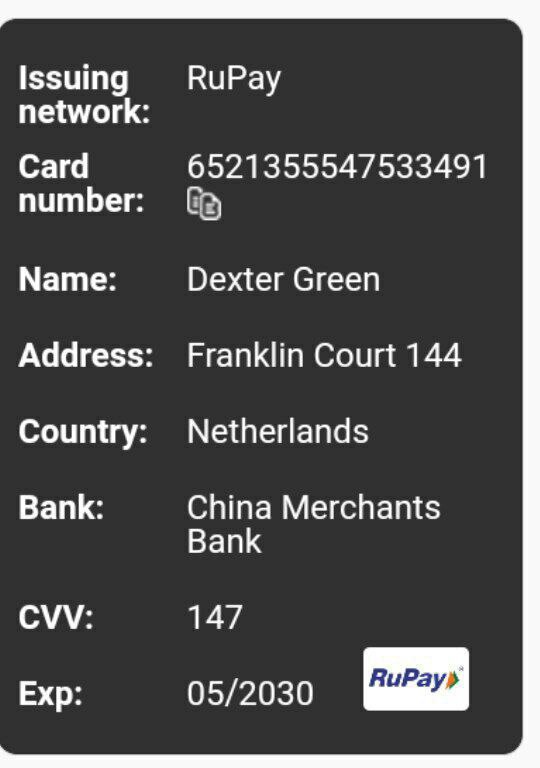 Issuing network: RuPay
Card number: 6521355547533491
Name: Dexter Green
Address: Franklin Court 144
Country: Netherlands
Bank: China Merchants Bank
CVV: 147
Exp: 05/2030
RuPay